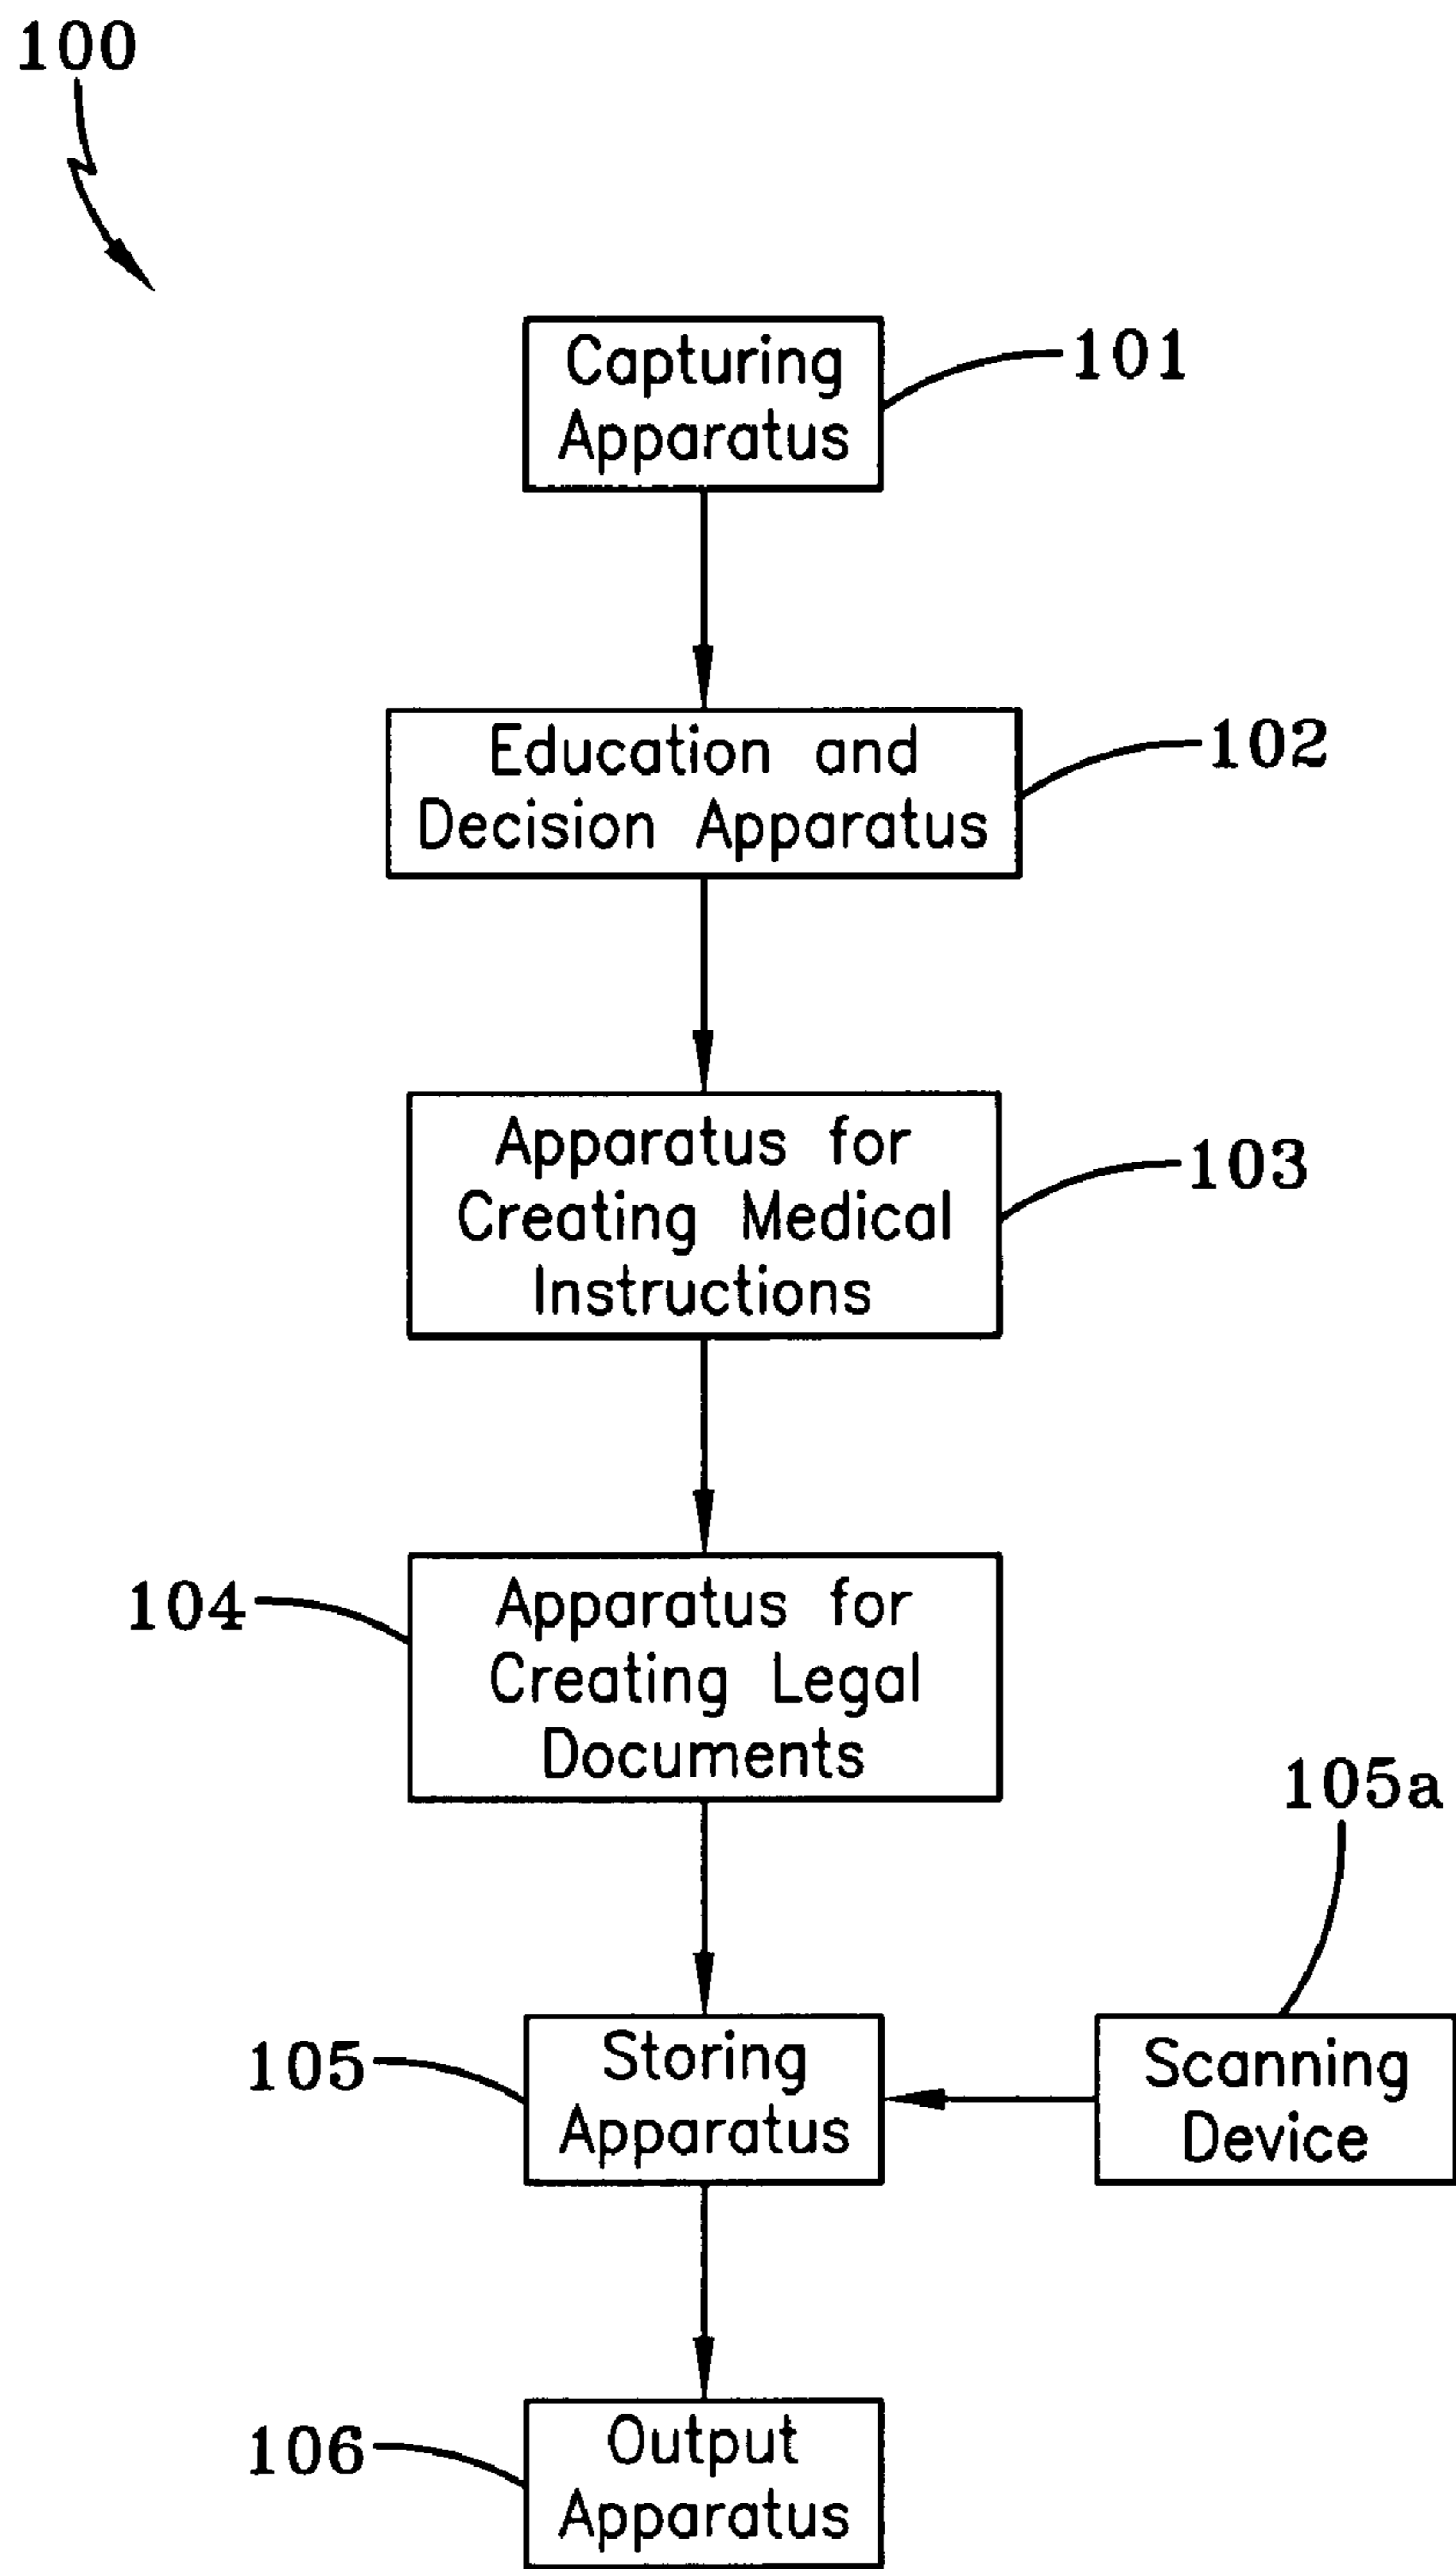 100
Capturing
Apparatus
101
Education and
Decision Apparatus
102
Apparatus for
Creating Medical
Instructions
103
104
Apparatus for
Creating Legal
Documents
105a
105
Storing
Apparatus
Scanning
Device
106
Output
Apparatus